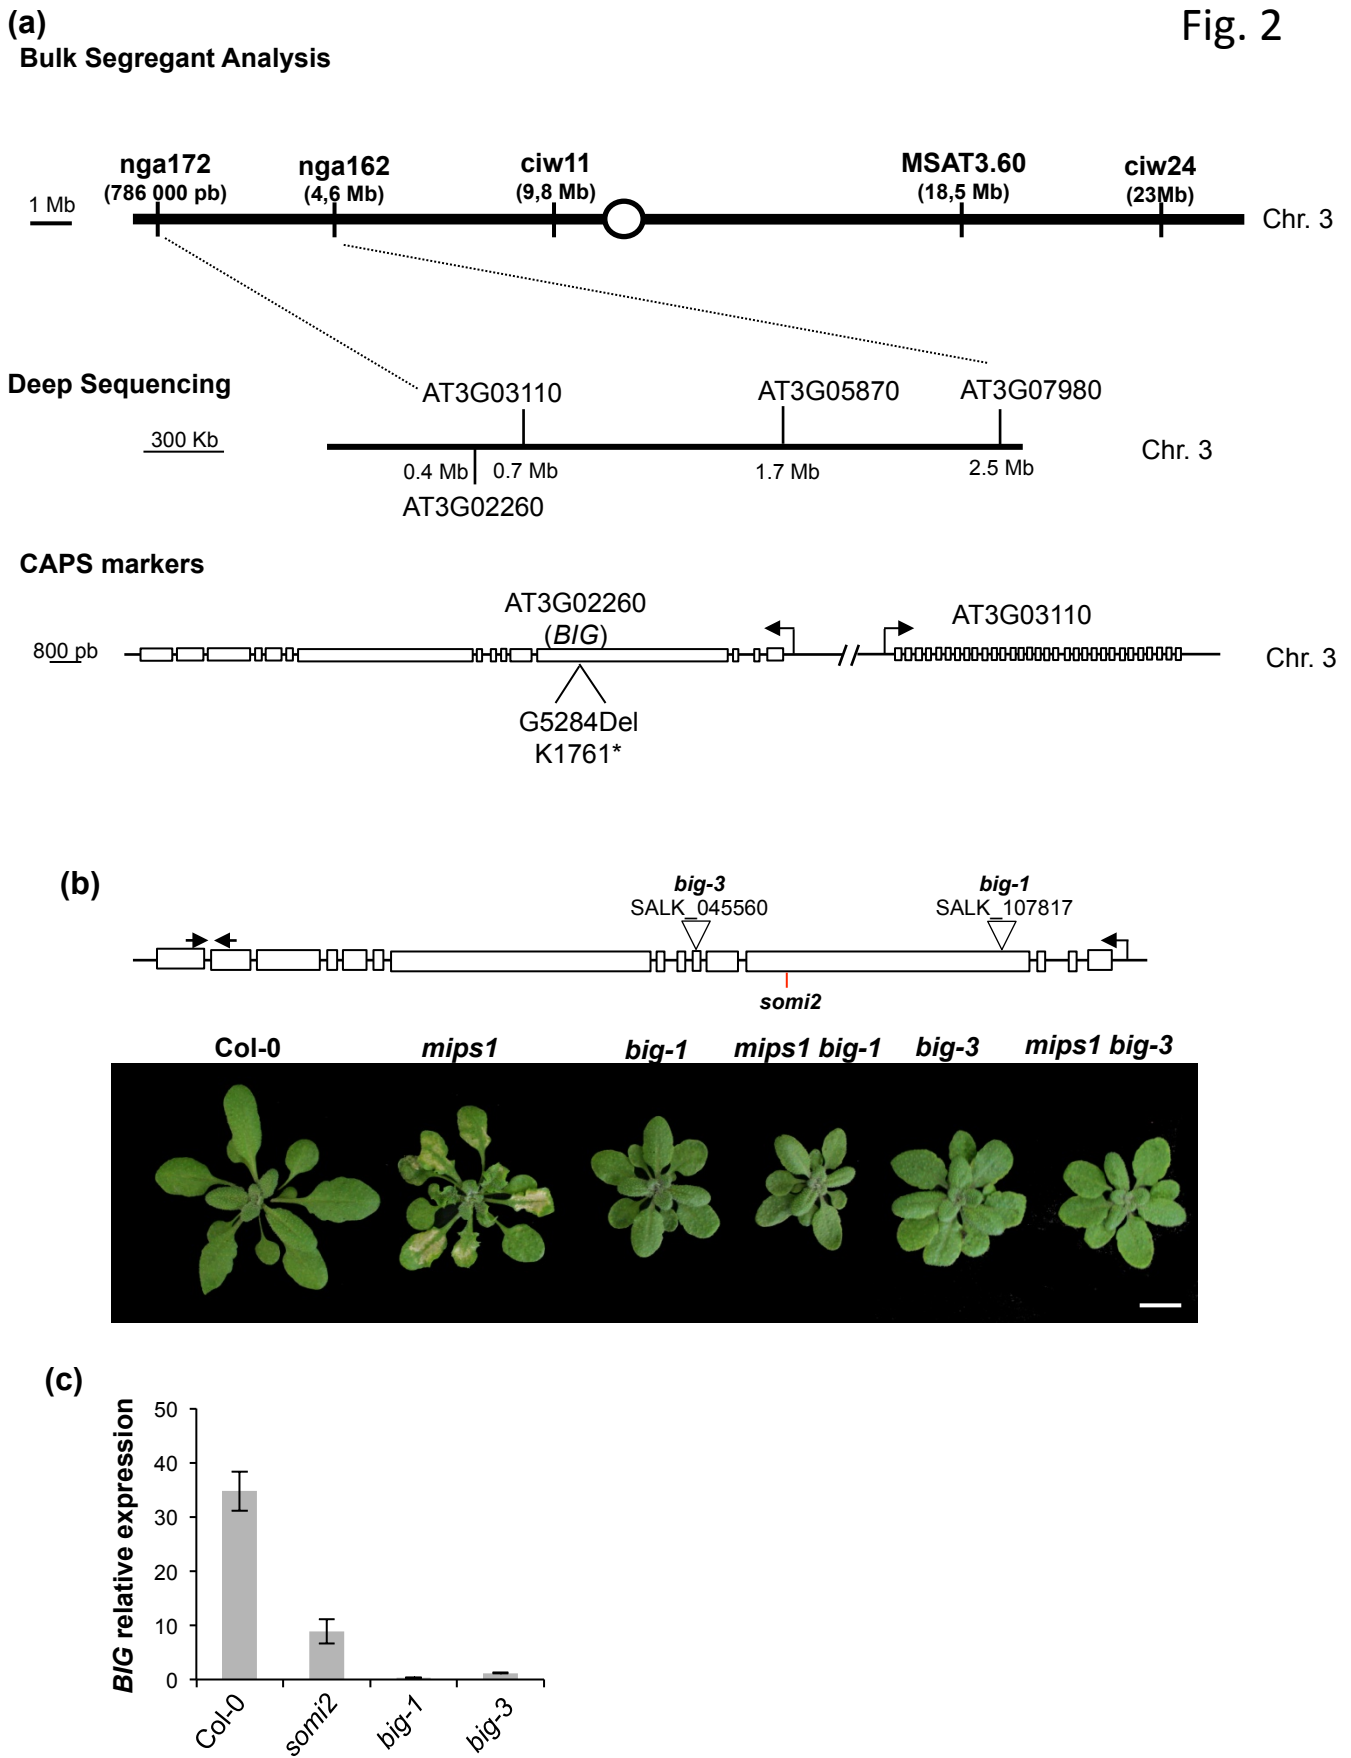 (a)
Fig. 2
Bulk Segregant Analysis
nga172
(786 000 pb)
nga162
(4,6 Mb)
ciw11
(9,8 Mb)
MSAT3.60
(18,5 Mb)
ciw24
(23Mb)
1 Mb
Chr. 3
Deep Sequencing
AT3G03110
AT3G05870
AT3G07980
300 Kb
Chr. 3
0.4 Mb
0.7 Mb
1.7 Mb
2.5 Mb
AT3G02260
CAPS markers
AT3G02260
(BIG)
AT3G03110
800 pb
Chr. 3
G5284Del
K1761*
(b)
big-3
SALK_045560
big-1
SALK_107817
somi2
Col-0 mips1 big-1 mips1 big-1 big-3 mips1 big-3
(c)
BIG relative expression
50
40
30
20
10
0
Col-0
somi2
big-1
big-3